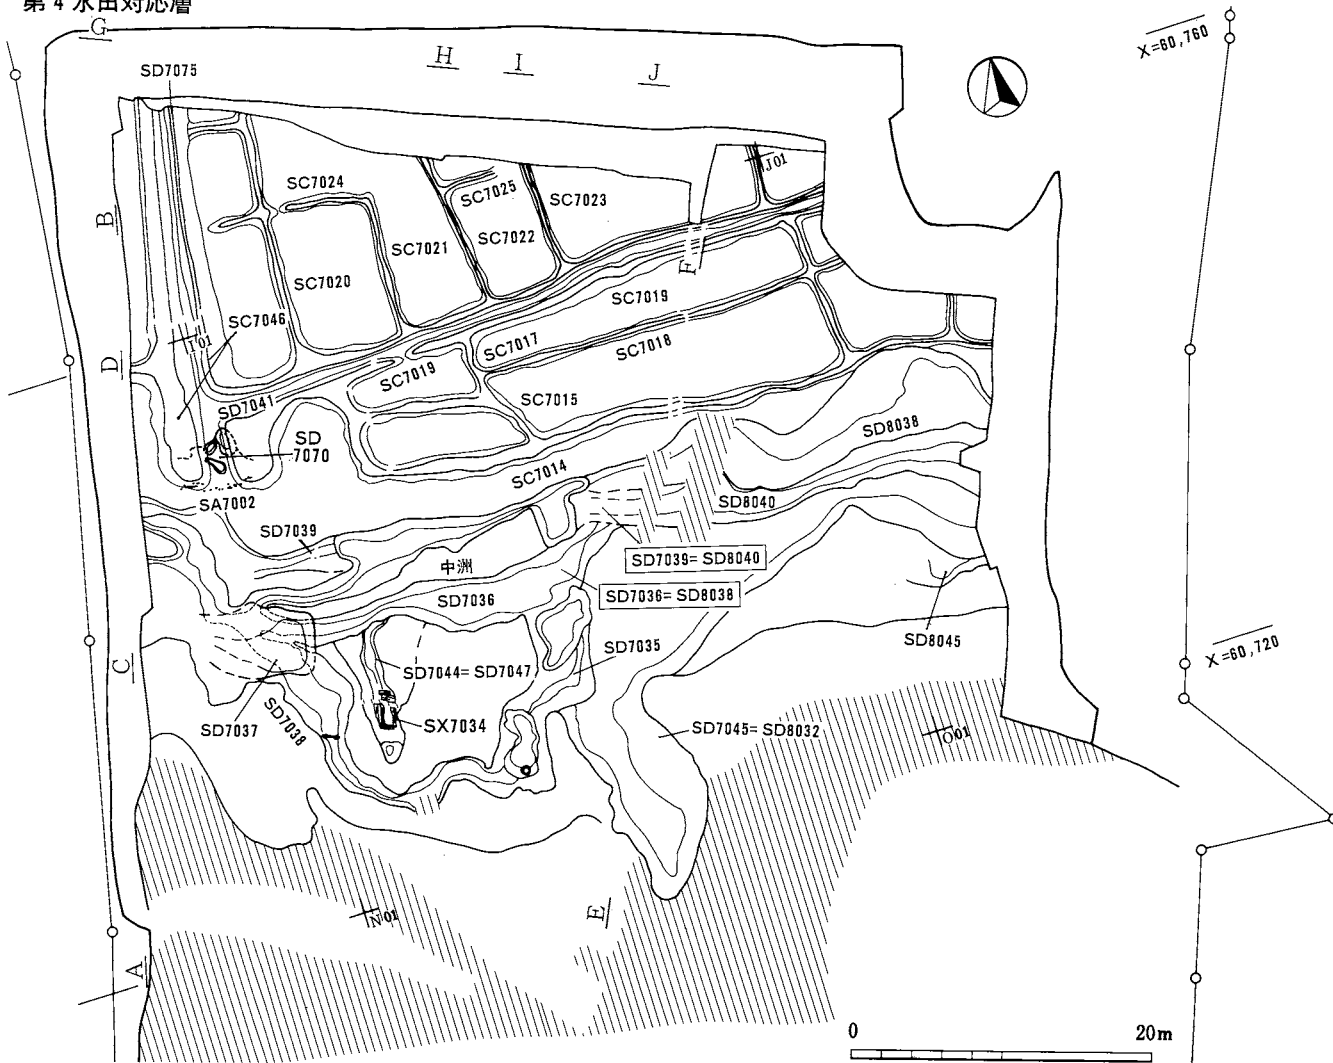 第4水田対応層
G
H
I
J
X=60,760
SD7075
J01
SC7024
SC7025
SC7023
B
SC7021
SC7022
F
SC7020
SC7019
SC7046
I01
SC7017
SC7018
D
SC7019
SD7041
SC7015
SD
7070
SD8038
SC7014
SA7002
SD8040
SD7039
SD7039=SD8040
中洲
SD7036
SD7036=SD8038
SD8045
C
SD7035
X=60,720
SD7044=SD7047
SD7037
SD7038
SX7034
SD7045=SD8032
O01
N01
E
A
0
20m